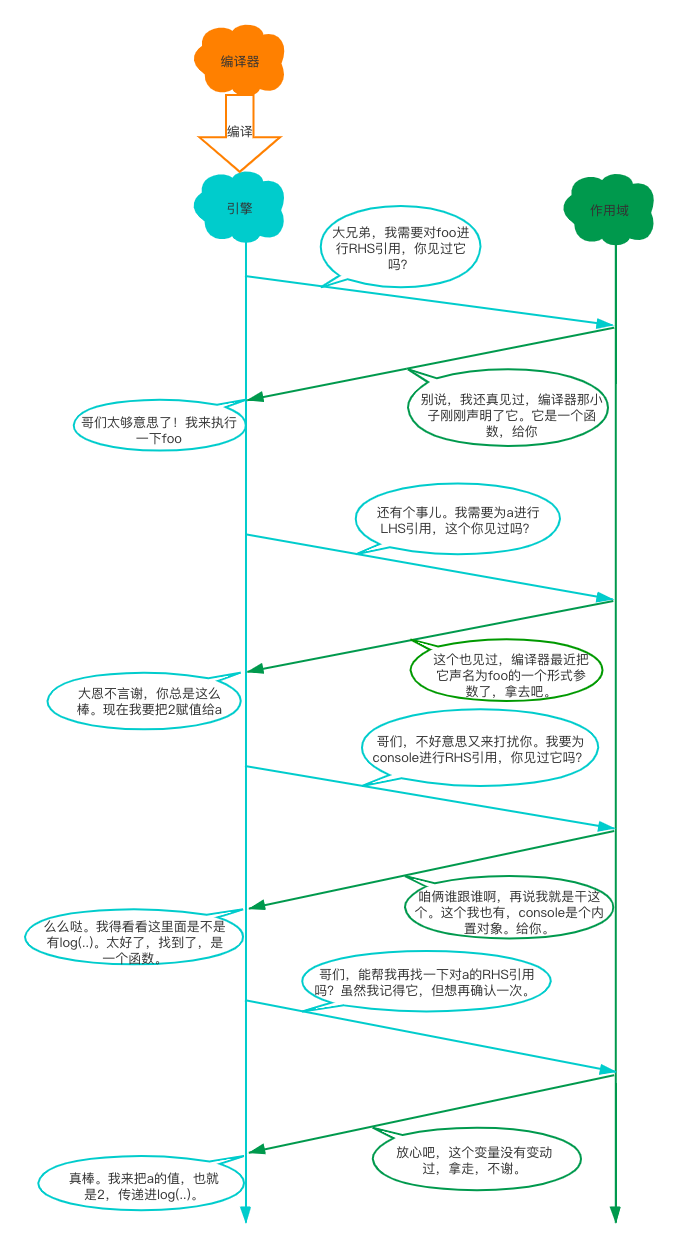 编译器
编译
引擎
作用域
大兄弟，我需要对foo进
行RHS引用，你见过它
吗？
别说，我还真见过，编译器那小
子刚刚声明了它。它是一个函
数，给你
哥们太够意思了！我来执行
一下foo
还有个事儿。我需要为a进行
LHS引用，这个你见过吗？
这个也见过，编译器最近把
它声名为foo的一个形式参
数了，拿去吧。
大恩不言谢，你总是这么
棒。现在我要把2赋值给a
哥们，不好意思又来打扰你。我要为
console进行RHS引用，你见过它吗？
咱俩谁跟谁啊，再说我就是干这
个。这个我也有，console是个内
置对象。给你。
么么哒。我得看看这里面是不是
有log(..)。太好了，找到了，是
一个函数。
哥们，能帮我再找一下对a的RHS引用
吗？虽然我记得它，但想再确认一次。
放心吧，这个变量没有变动
过，拿走，不谢。
真棒。我来把a的值，也就
是2，传递进log(..)。